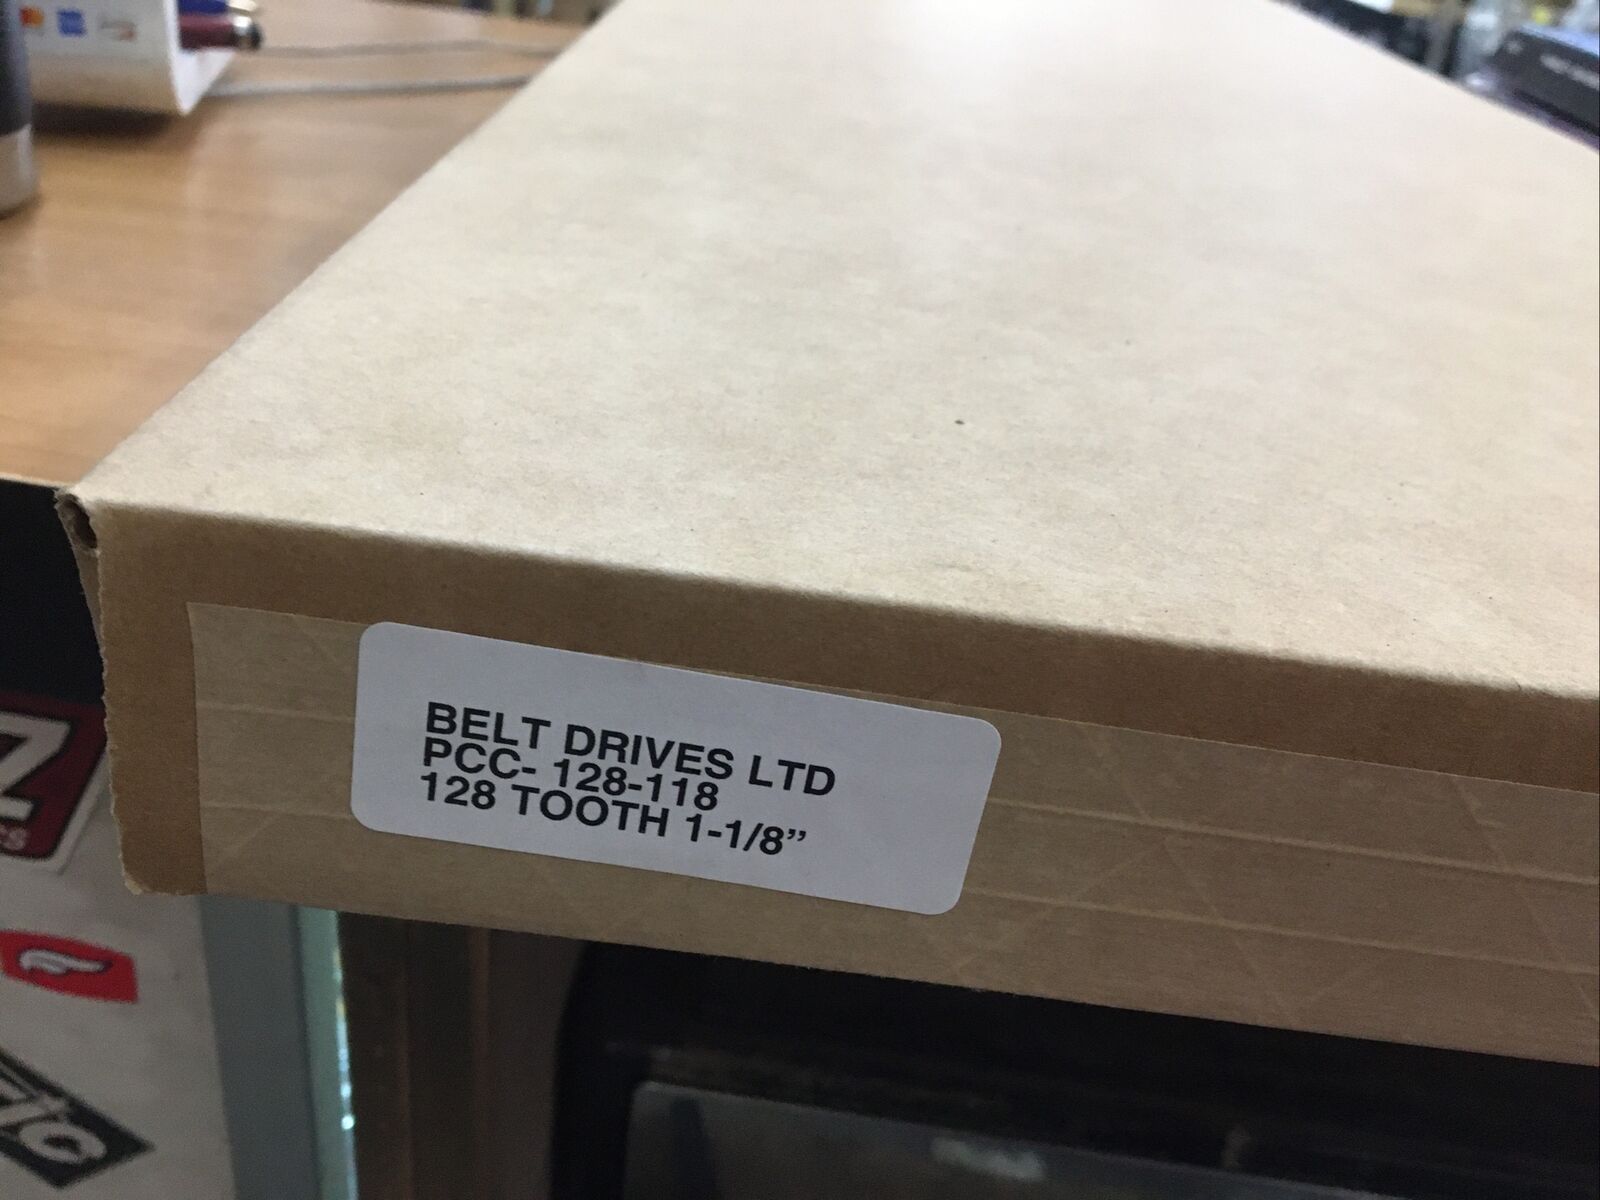 BELT DRIVES LTD
PCC- 128-118
128 TOOTH 1-1/8”